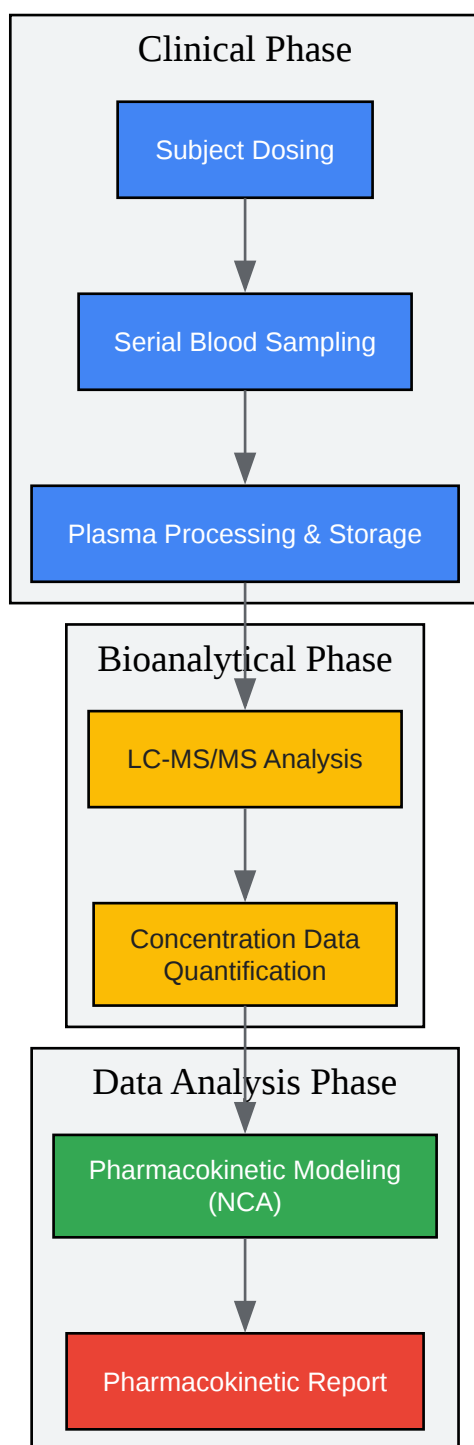 Clinical Phase
Subject Dosing
Serial Blood Sampling
Plasma Processing & Storage
Bioanalytical Phase
LC-MS/MS Analysis
Concentration Data
Quantification
Data Analysis Phase
Pharmacokinetic Modeling
(NCA)
Pharmacokinetic Report